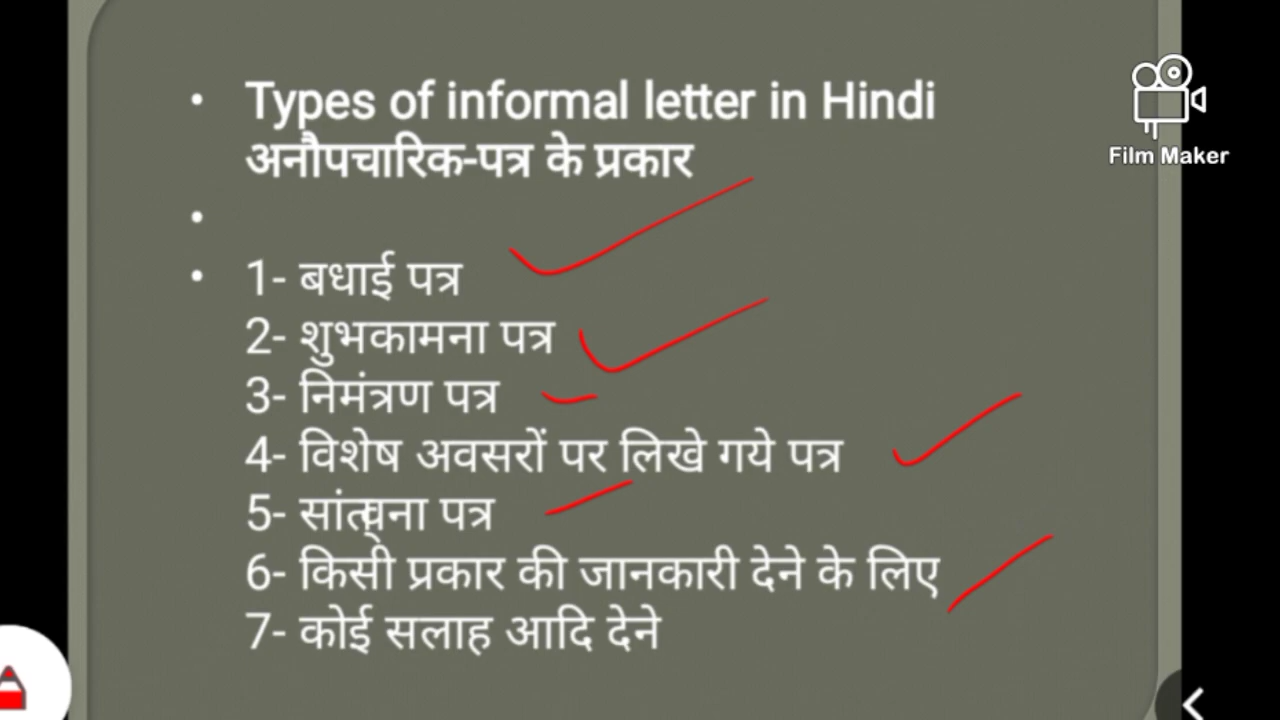 Types of informal letter in Hindi
अनौपचारिक-पत्र के प्रकार
Film Maker
1- बधाई पत्र
2- शुभकामना पत्र
3- निमंत्रण पत्र
4- विशेष अवसरों पर लिखे गये पत्र
5- सांत्वना पत्र
6- किसी प्रकार की जानकारी देने के लिए
7- कोई सलाह आदि देने